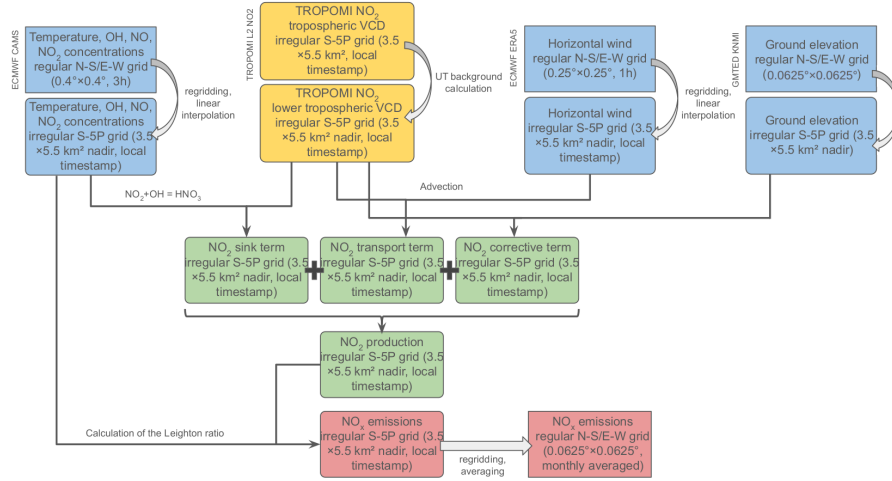 ECMWF CAMS
Temperature, OH, NO,
NO₂ concentrations
regular N-S/E-W grid
(0.4°×0.4°, 3h)
regridding,
linear
interpolation
Temperature, OH, NO,
NO₂ concentrations
irregular S-5P grid (3.5
×5.5 km² nadir, local
timestamp)
TROPOMI L2 NO2
TROPOMI NO₂
tropospheric VCD
irregular S-5P grid (3.5
×5.5 km² nadir, local
timestamp)
UT background
calculation
TROPOMI NO₂
lower tropospheric VCD
irregular S-5P grid (3.5
×5.5 km² nadir, local
timestamp)
ECMWF ERA5
Horizontal wind
regular N-S/E-W grid
(0.25°×0.25°, 1h)
regridding,
linear
interpolation
Horizontal wind
irregular S-5P grid (3.5
×5.5 km² nadir, local
timestamp)
GMTED KNMI
Ground elevation
regular N-S/E-W grid
(0.0625°×0.0625°)
Ground elevation
irregular S-5P grid (3.5
×5.5 km² nadir)
NO₂+OH = HNO₃
Advection
NO₂ sink term
irregular S-5P grid (3.5
×5.5 km² nadir, local
timestamp)
+
NO₂ transport term
irregular S-5P grid (3.5
×5.5 km² nadir, local
timestamp)
+
NO₂ corrective term
irregular S-5P grid (3.5
×5.5 km² nadir, local
timestamp)
NO₂ production
irregular S-5P grid (3.5
×5.5 km² nadir, local
timestamp)
Calculation of the Leighton ratio
NOₓ emissions
irregular S-5P grid (3.5
×5.5 km² nadir, local
timestamp)
regridding,
averaging
NOₓ emissions
regular N-S/E-W grid
(0.0625°×0.0625°,
monthly averaged)